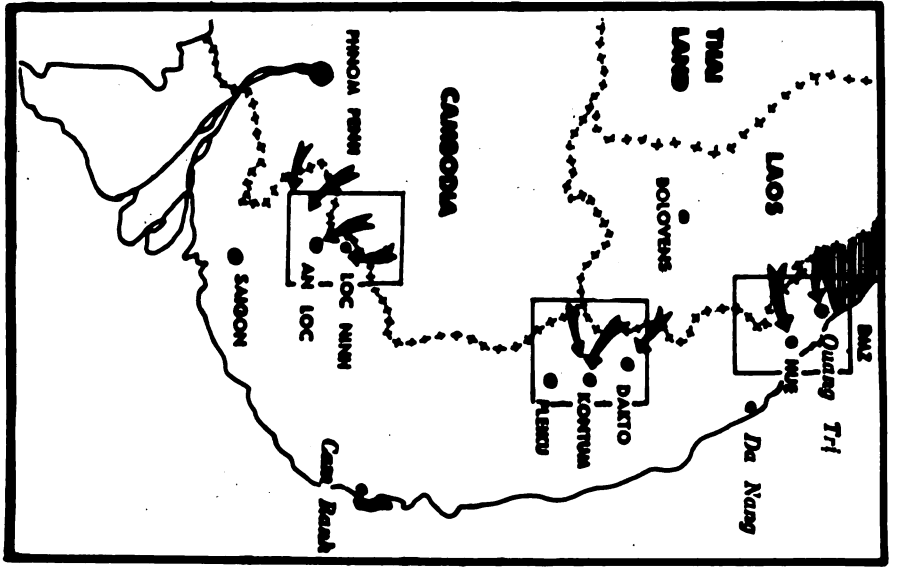 DMZ
Quang Tri
HUE
LAOS
Da Nang
THAI
LAND
BOLOVENS
DAKTO
KONTUM
PLEIKU
CAMBODIA
PHNOM PENH
LOC NINH
Cam Ranh
AN LOC
SAIGON